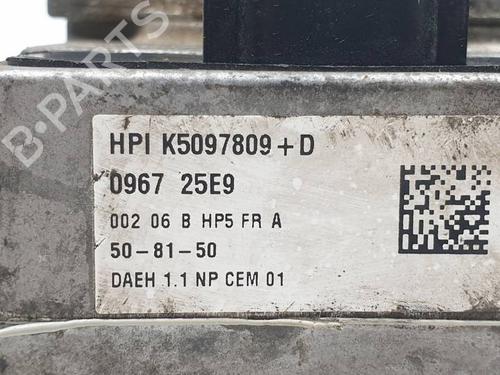 HPI K5097809+D
0967 25E9
002 06 B HP5 FR A
50-81-50
DAEH 1.1 NP CEM 01
B-PARTS